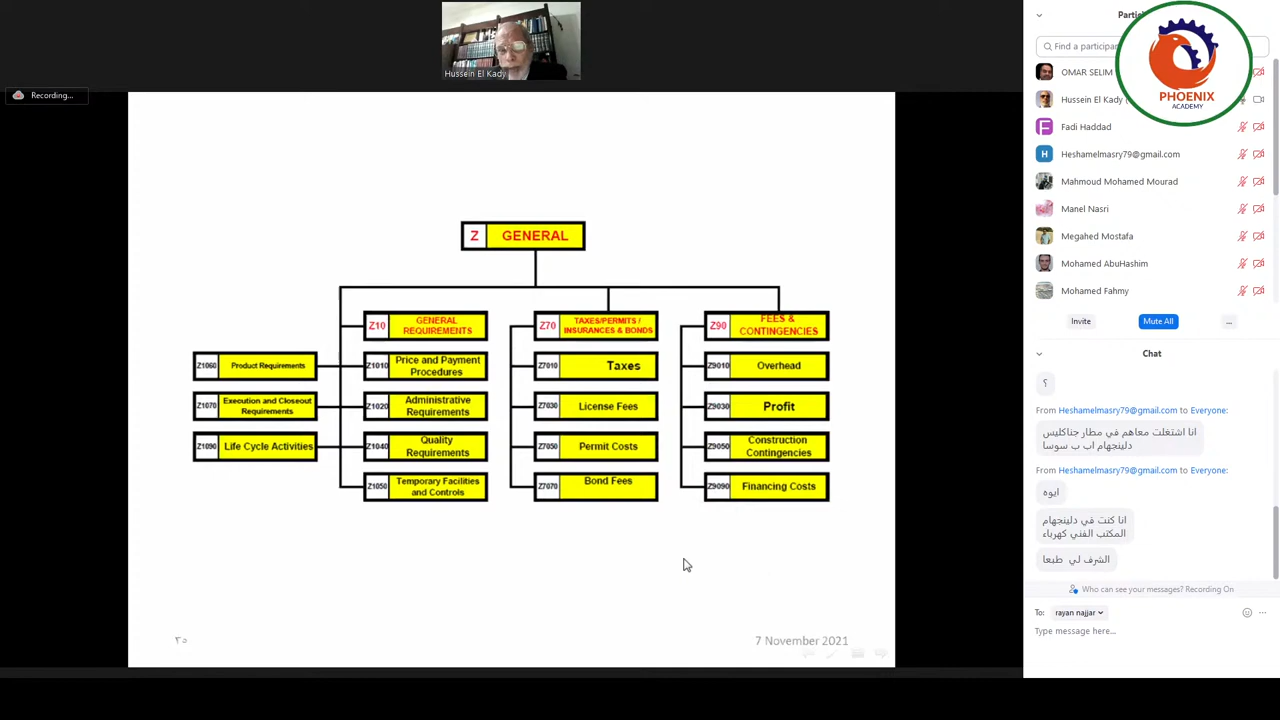 Hussein El Kady
Recording...
Z GENERAL
Z10 GENERAL
REQUIREMENTS
Z70 TAXES/PERMITS /
INSURANCES & BONDS
Z90 FEES &
CONTINGENCIES
Z1060 Product Requirements
Z1010 Price and Payment
Procedures
Z7010 Taxes
Z9010 Overhead
Z1070 Execution and Closeout
Requirements
Z1020 Administrative
Requirements
Z7030 License Fees
Z9030 Profit
Z1090 Life Cycle Activities
Z1040 Quality
Requirements
Z7050 Permit Costs
Z9050 Construction
Contingencies
Z1050 Temporary Facilities
and Controls
Z7070 Bond Fees
Z9090 Financing Costs
٣٥
7 November 2021
Find a participa
PHOENIX
ACADEMY
OMAR SELIM
Hussein El Kady
F Fadi Haddad
H Heshamelmasry79@gmail.com
Mahmoud Mohamed Mourad
Manel Nasri
Megahed Mostafa
Mohamed AbuHashim
Mohamed Fahmy
Invite Mute All ...
Chat
؟
From Heshamelmasry79@gmail.com to Everyone:
انا اشتغلت معاهم في مطار جناكليس
دلينجهام اب ب سوسا
From Heshamelmasry79@gmail.com to Everyone:
ايوه
انا كنت في دلينجهام
المكتب الفني كهرباء
الشرف لي طبعا
Who can see your messages? Recording On
To: rayan najjar
Type message here...